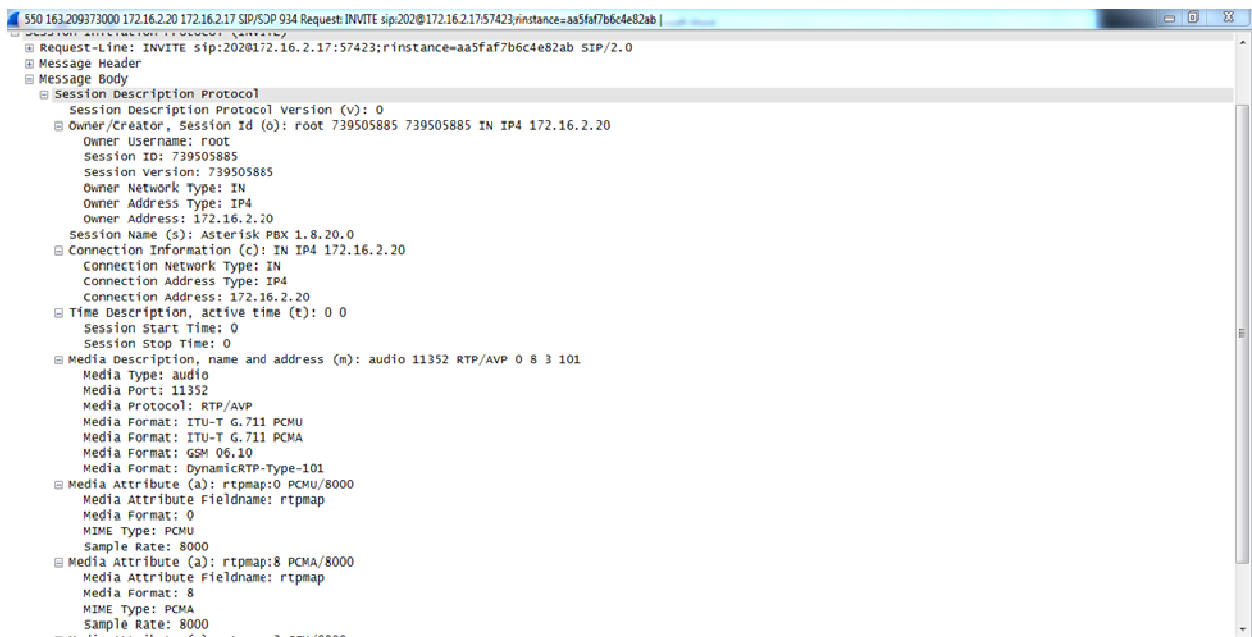 550 163.209373000 172.16.2.20 172.16.2.17 SIP/SDP 934 Request: INVITE sip:202@172.16.2.17:57423;rinstance=aa5faf7b6c4e82ab |
Session Initiation Protocol (INVITE)
Request-Line: INVITE sip:202@172.16.2.17:57423;rinstance=aa5faf7b6c4e82ab SIP/2.0
Message Header
Message Body
Session Description Protocol
Session Description Protocol Version (v): 0
Owner/Creator, Session Id (o): root 739505885 739505885 IN IP4 172.16.2.20
Owner Username: root
Session ID: 739505885
Session Version: 739505885
Owner Network Type: IN
Owner Address Type: IP4
Owner Address: 172.16.2.20
Session Name (s): Asterisk PBX 1.8.20.0
Connection Information (c): IN IP4 172.16.2.20
Connection Network Type: IN
Connection Address Type: IP4
Connection Address: 172.16.2.20
Time Description, active time (t): 0 0
Session Start Time: 0
Session Stop Time: 0
Media Description, name and address (m): audio 11352 RTP/AVP 0 8 3 101
Media Type: audio
Media Port: 11352
Media Protocol: RTP/AVP
Media Format: ITU-T G.711 PCMU
Media Format: ITU-T G.711 PCMA
Media Format: GSM 06.10
Media Format: DynamicRTP-Type-101
Media Attribute (a): rtpmap:0 PCMU/8000
Media Attribute Fieldname: rtpmap
Media Format: 0
MIME Type: PCMU
Sample Rate: 8000
Media Attribute (a): rtpmap:8 PCMA/8000
Media Attribute Fieldname: rtpmap
Media Format: 8
MIME Type: PCMA
Sample Rate: 8000